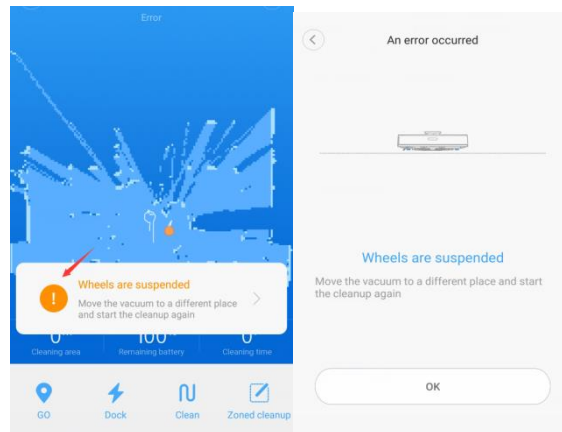 Error
Wheels are suspended
Move the vacuum to a different place
and start the cleanup again
Cleaning area
Remaining battery
Cleaning time
GO
Dock
Clean
Zoned cleanup
An error occurred
Wheels are suspended
Move the vacuum to a different place and start
the cleanup again
OK